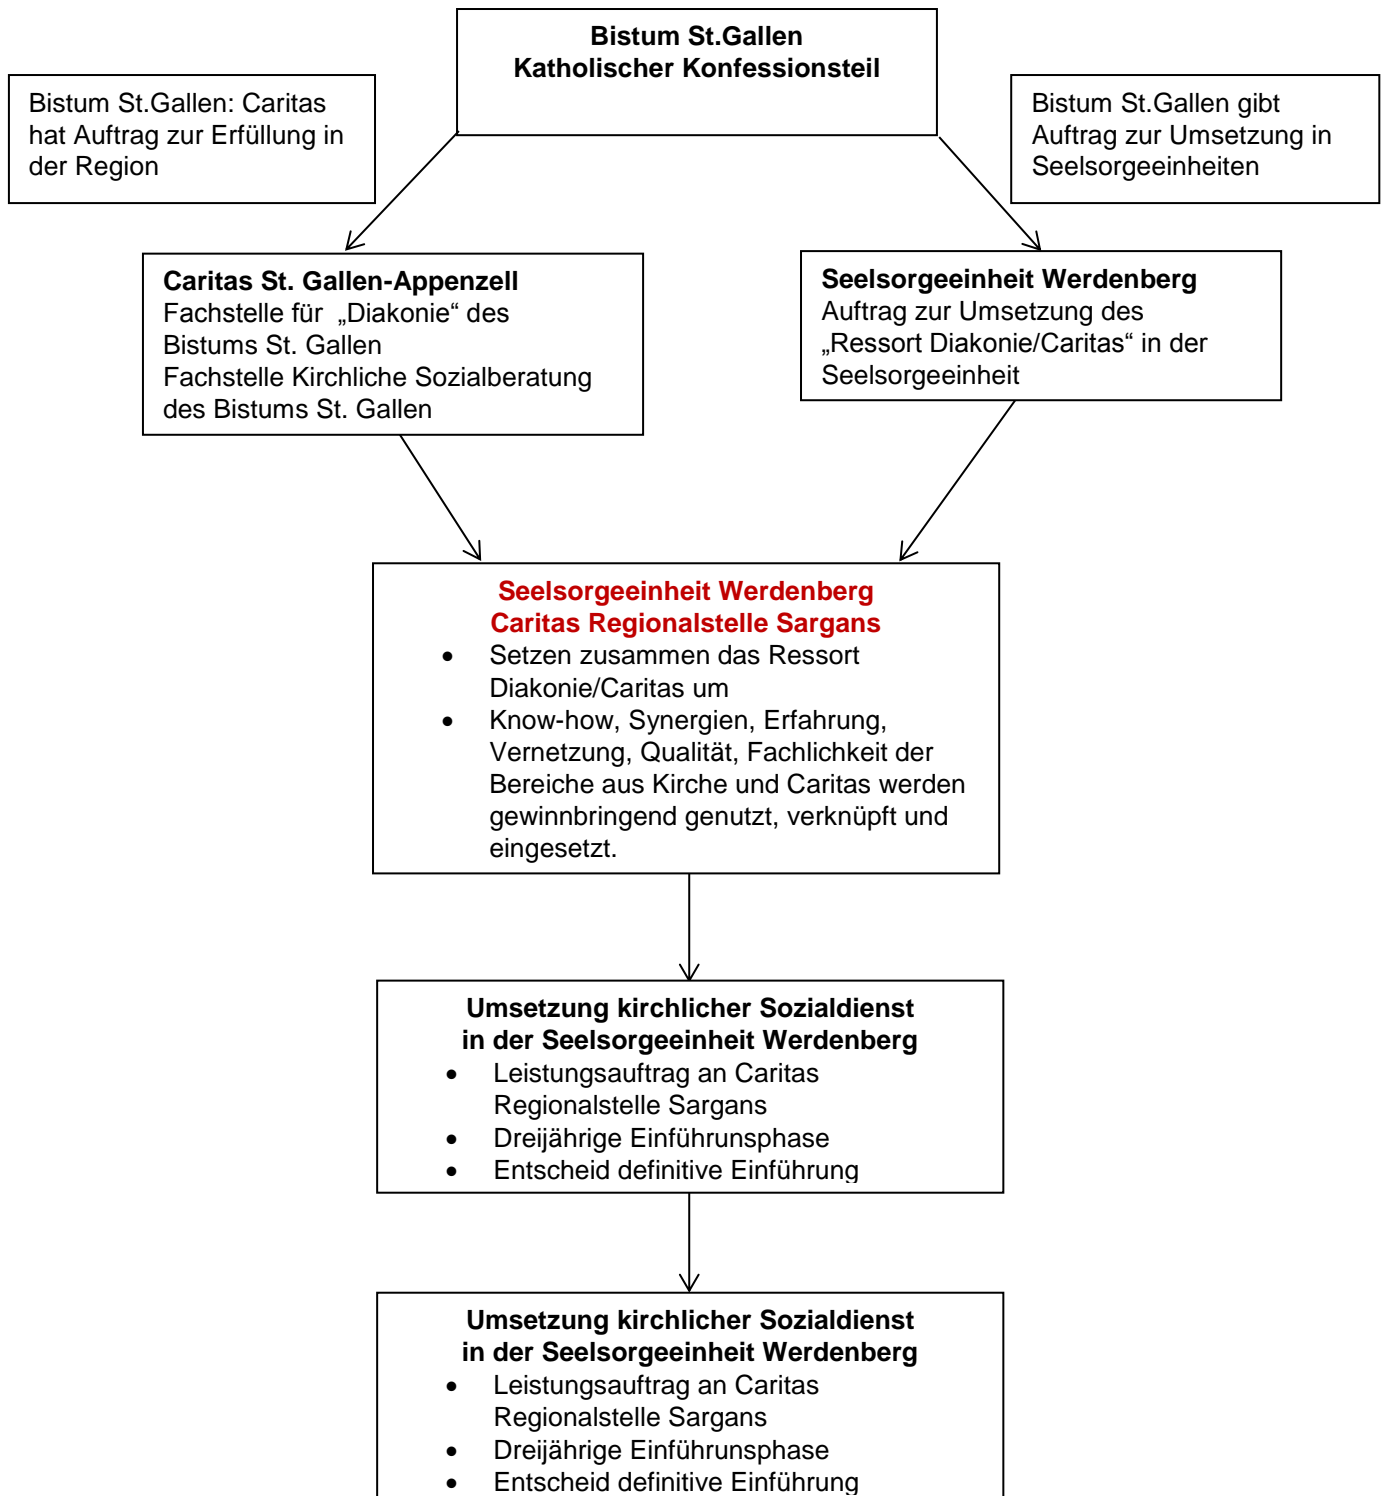 Bistum St.Gallen
Katholischer Konfessionsteil
Bistum St.Gallen: Caritas
hat Auftrag zur Erfüllung in
der Region
Bistum St.Gallen gibt
Auftrag zur Umsetzung in
Seelsorgeeinheiten
Caritas St. Gallen-Appenzell
Fachstelle für „Diakonie“ des
Bistums St. Gallen
Fachstelle Kirchliche Sozialberatung
des Bistums St. Gallen
Seelsorgeeinheit Werdenberg
Auftrag zur Umsetzung des
„Ressort Diakonie/Caritas“ in der
Seelsorgeeinheit
Seelsorgeeinheit Werdenberg
Caritas Regionalstelle Sargans
• Setzen zusammen das Ressort
Diakonie/Caritas um
• Know-how, Synergien, Erfahrung,
Vernetzung, Qualität, Fachlichkeit der
Bereiche aus Kirche und Caritas werden
gewinnbringend genutzt, verknüpft und
eingesetzt.
Umsetzung kirchlicher Sozialdienst
in der Seelsorgeeinheit Werdenberg
• Leistungsauftrag an Caritas
Regionalstelle Sargans
• Dreijährige Einführunsphase
• Entscheid definitive Einführung
Umsetzung kirchlicher Sozialdienst
in der Seelsorgeeinheit Werdenberg
• Leistungsauftrag an Caritas
Regionalstelle Sargans
• Dreijährige Einführunsphase
• Entscheid definitive Einführung